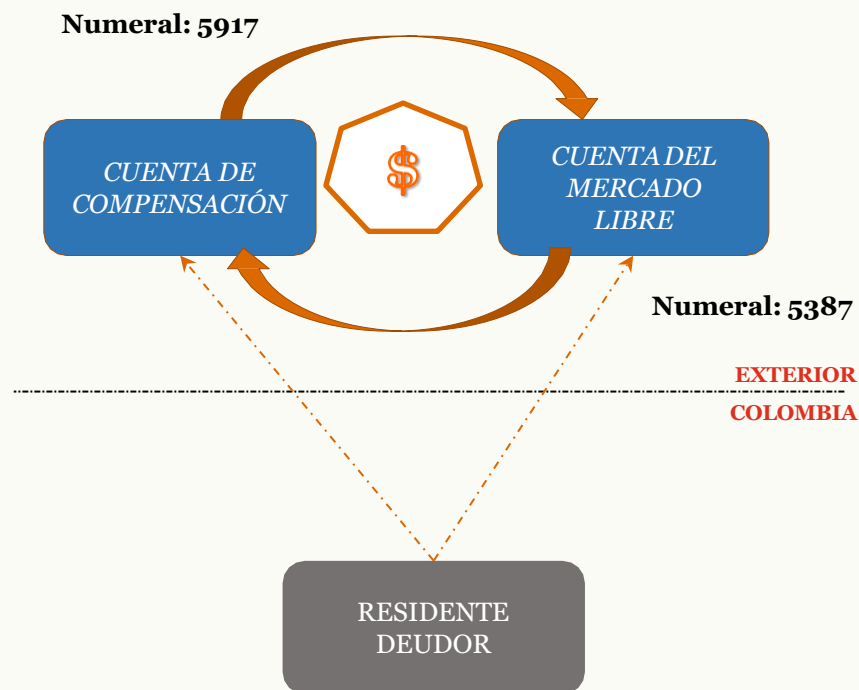 Numeral: 5917
CUENTA DE
COMPENSACIÓN
$
CUENTA DEL
MERCADO
LIBRE
Numeral: 5387
EXTERIOR
COLOMBIA
RESIDENTE
DEUDOR